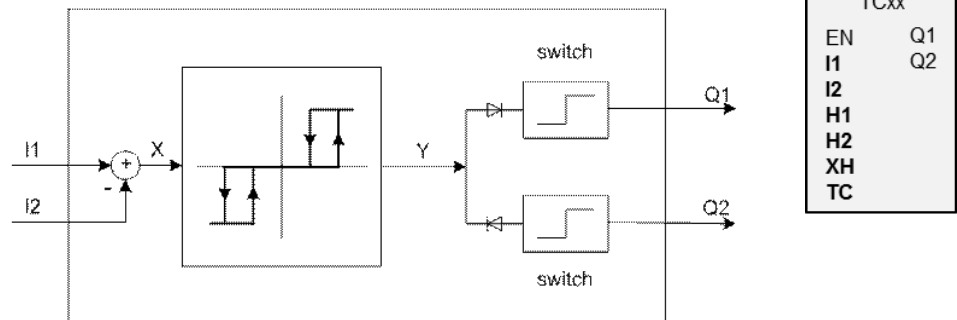 switch
I1
X
+
-
I2
Y
Q1
Q2
switch
TCxx
EN Q1
I1 Q2
I2
H1
H2
XH
TC